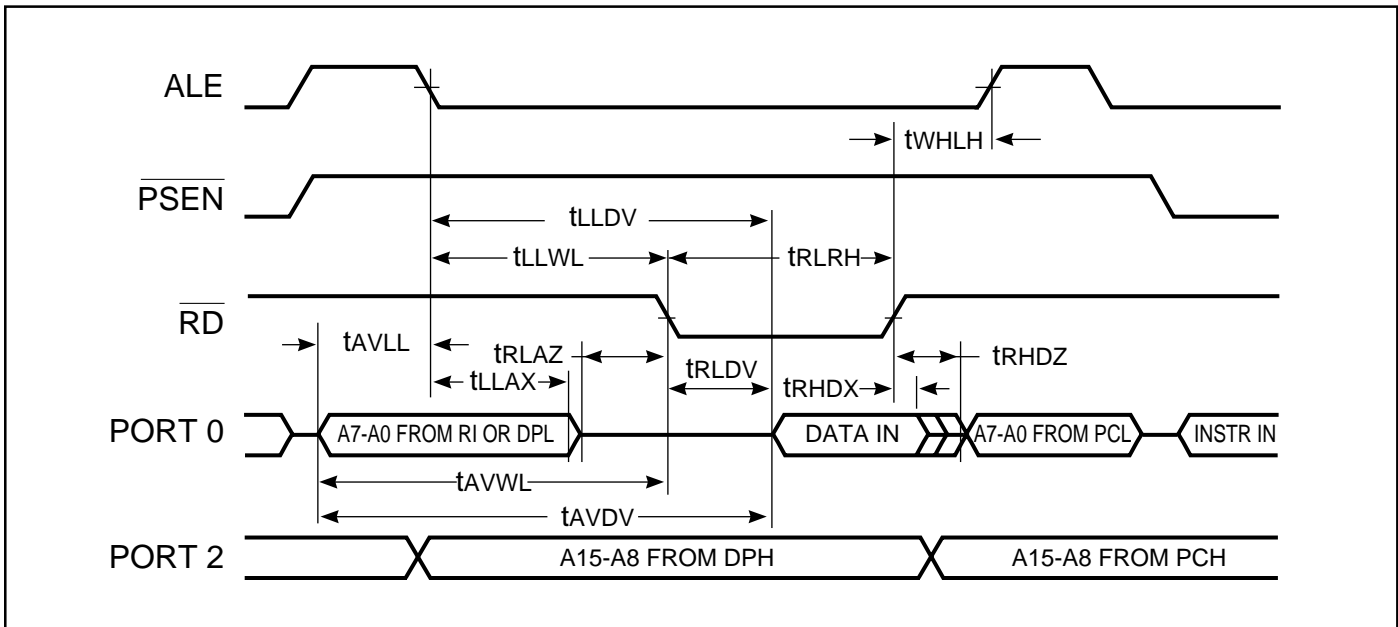 ALE
tWHLH
PSEN
tLLDV
tLLWL
tRLRH
RD
tAVLL
tRLAZ
tRLDV
tRHDZ
tLLAX
tRHDX
PORT 0
A7-A0 FROM RI OR DPL
DATA IN
A7-A0 FROM PCL
INSTR IN
tAVWL
tAVDV
PORT 2
A15-A8 FROM DPH
A15-A8 FROM PCH